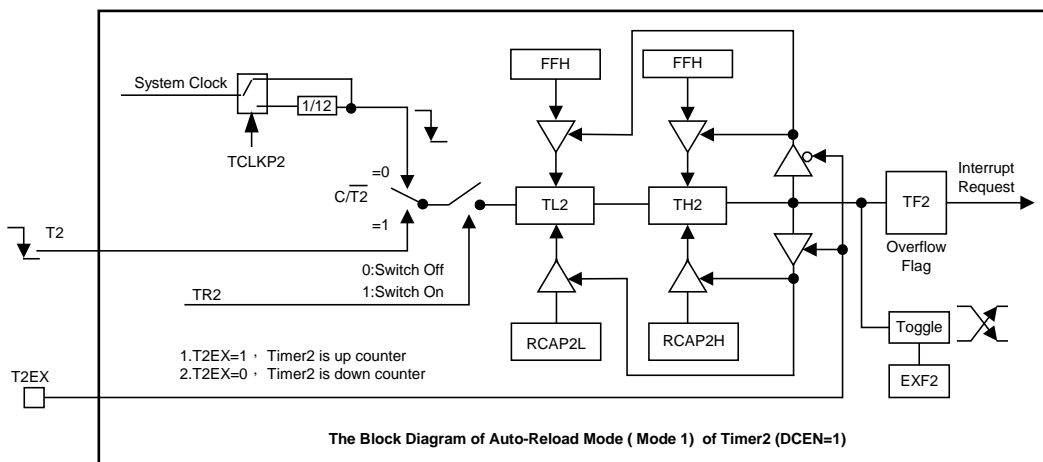 FFH
FFH
System Clock
1/12
TCLKP2
=0
C/T2
=1
TL2
TH2
TF2
Interrupt
Request
Overflow
Flag
T2
0:Switch Off
1:Switch On
TR2
RCAP2L
RCAP2H
Toggle
EXF2
1.T2EX=1, Timer2 is up counter
2.T2EX=0, Timer2 is down counter
T2EX
The Block Diagram of Auto-Reload Mode ( Mode 1) of Timer2 (DCEN=1)